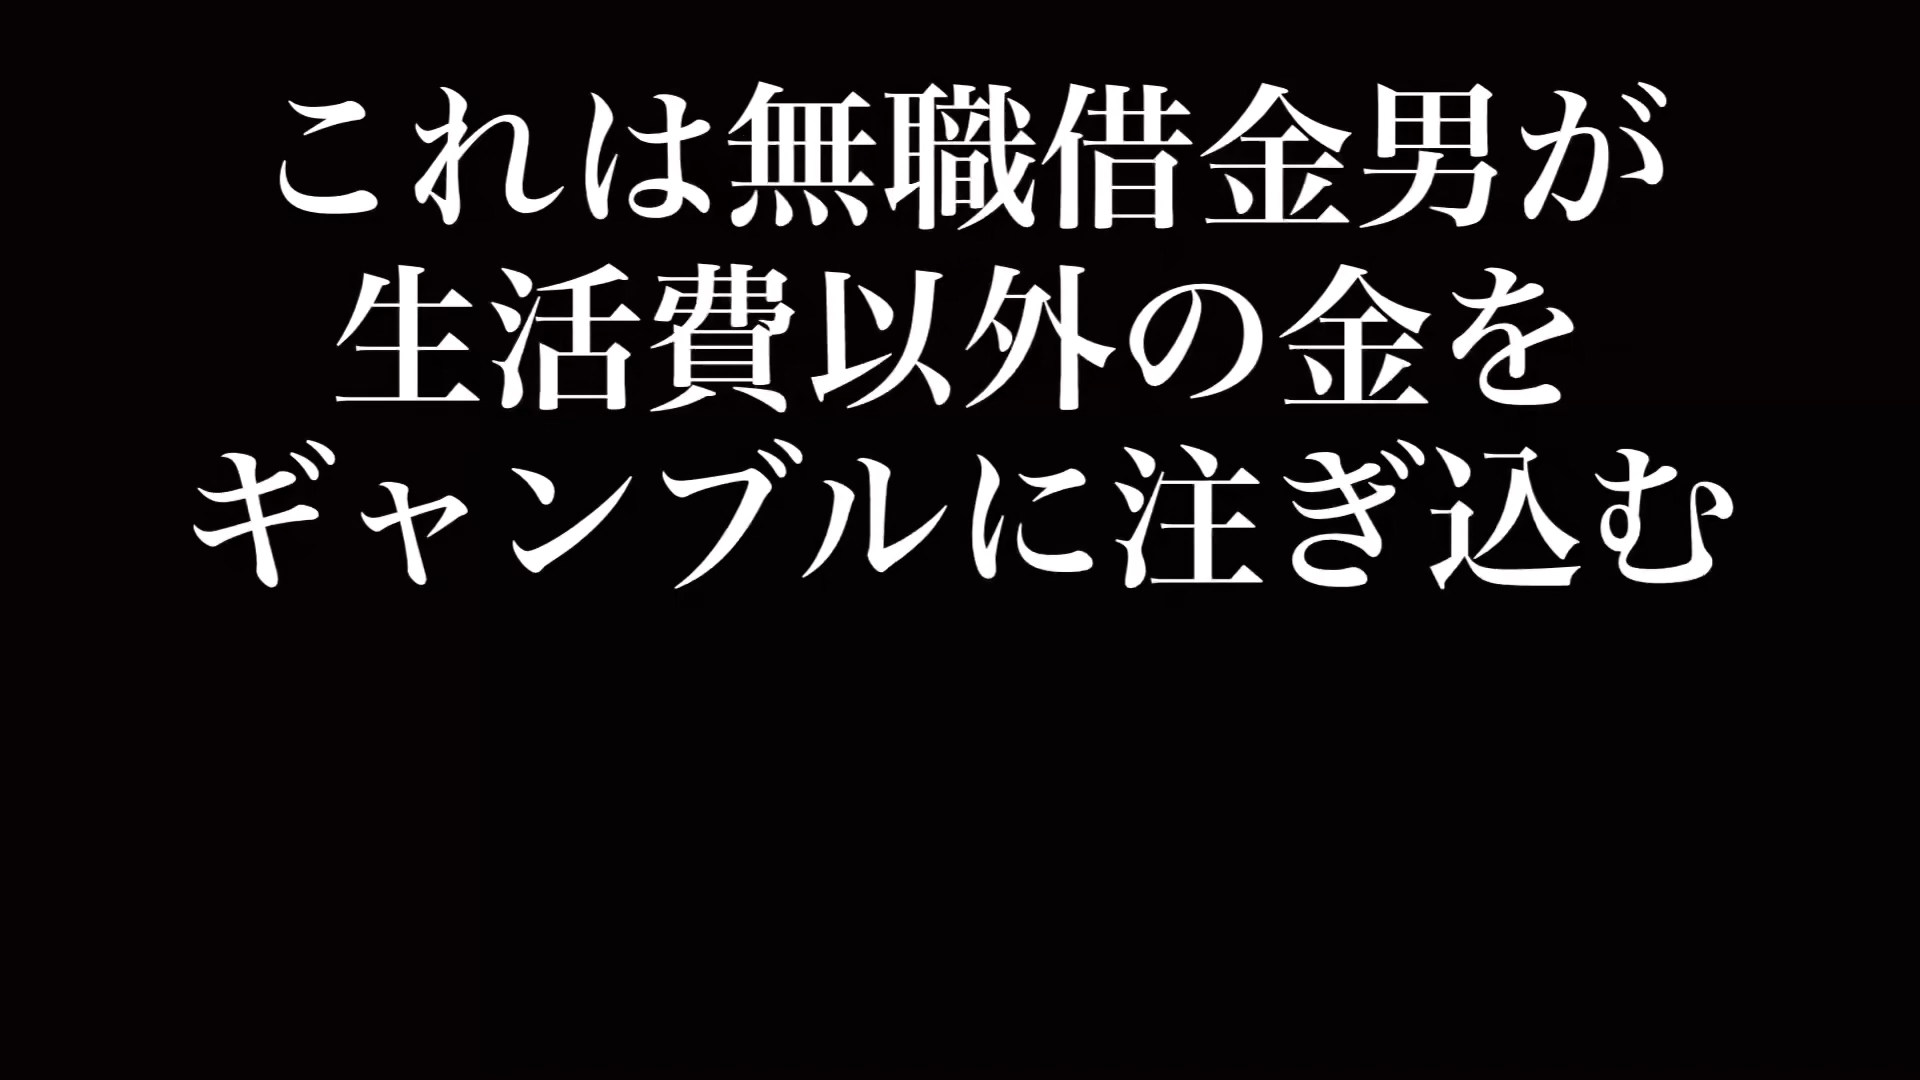 これは無職借金男が
生活費以外の金を
ギャンブルに注ぎ込む